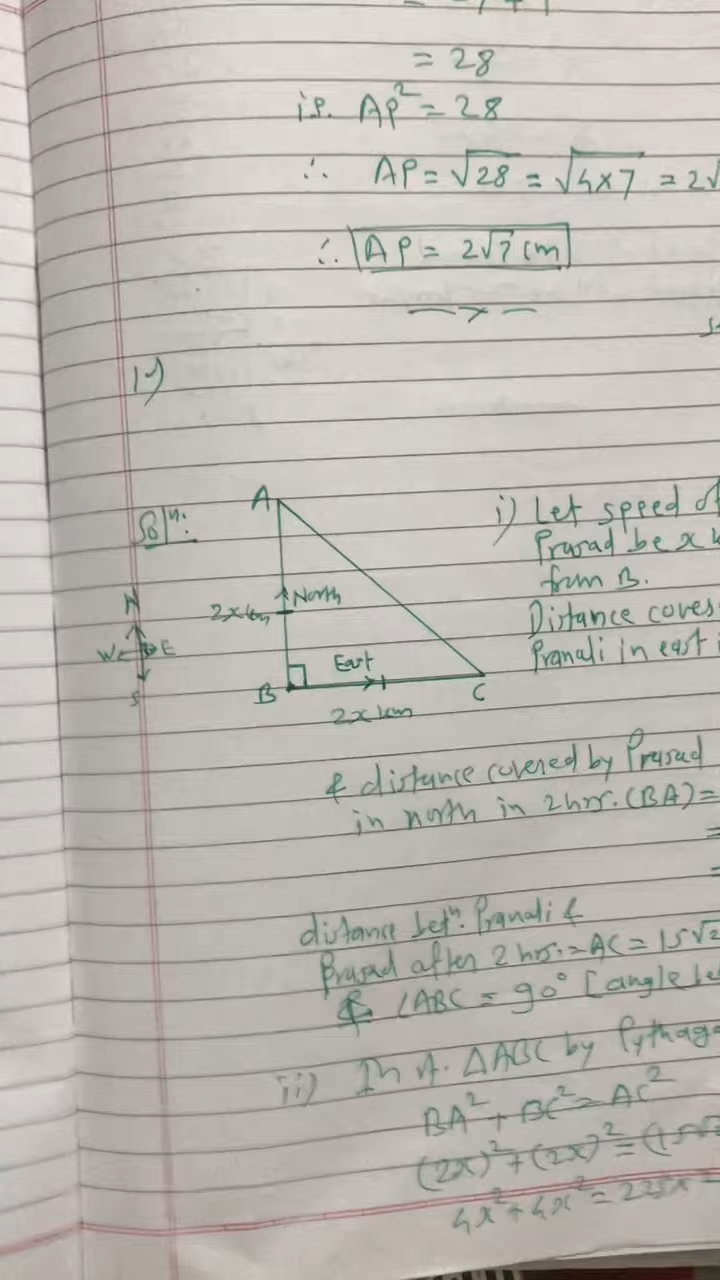 = 28
i.e. AP² = 28
∴ AP = √28 = √4×7 = 2√
∴ AP = 2√7 cm
Solⁿ:
A
North
2x km
N
W E
S
East
B
C
2x km
i) Let speed of
Prasad be x k
from B.
Distance cover
Pranali in east i
& distance covered by Prasad
in north in 2 hrs. (BA) =
=
=
distance betⁿ. Pranali &
Prasad after 2 hrs. = AC = 15√2
& ∠ABC = 90° [angle be
ii) In rt. ΔABC by Pythago
BA² + BC² = AC²
(2x)² + (2x)² = (15√
4x² + 4x² = 225x